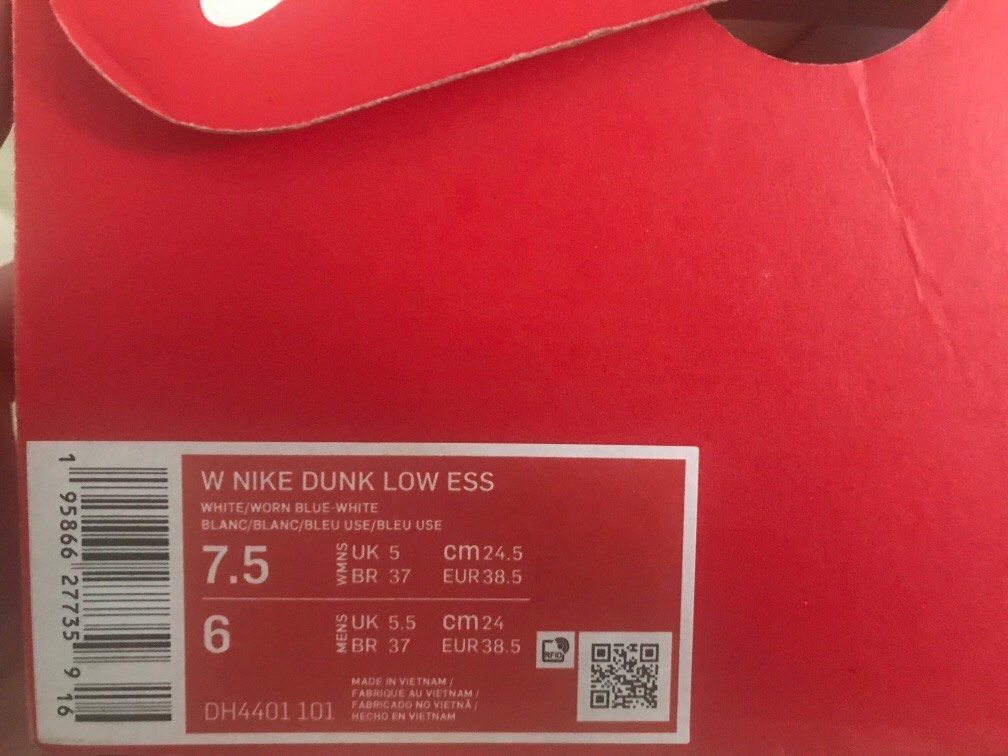 W NIKE DUNK LOW ESS
WHITE/WORN BLUE-WHITE
BLANC/BLANC/BLEU USE/BLEU USE
7.5 WMNS UK 5 cm 24.5
BR 37 EUR 38.5
6 MENS UK 5.5 cm 24
BR 37 EUR 38.5
RFID
MADE IN VIETNAM /
FABRIQUE AU VIETNAM /
FABRICADO NO VIETNÃ /
HECHO EN VIETNAM
DH4401 101
1 95866 27735 9 16